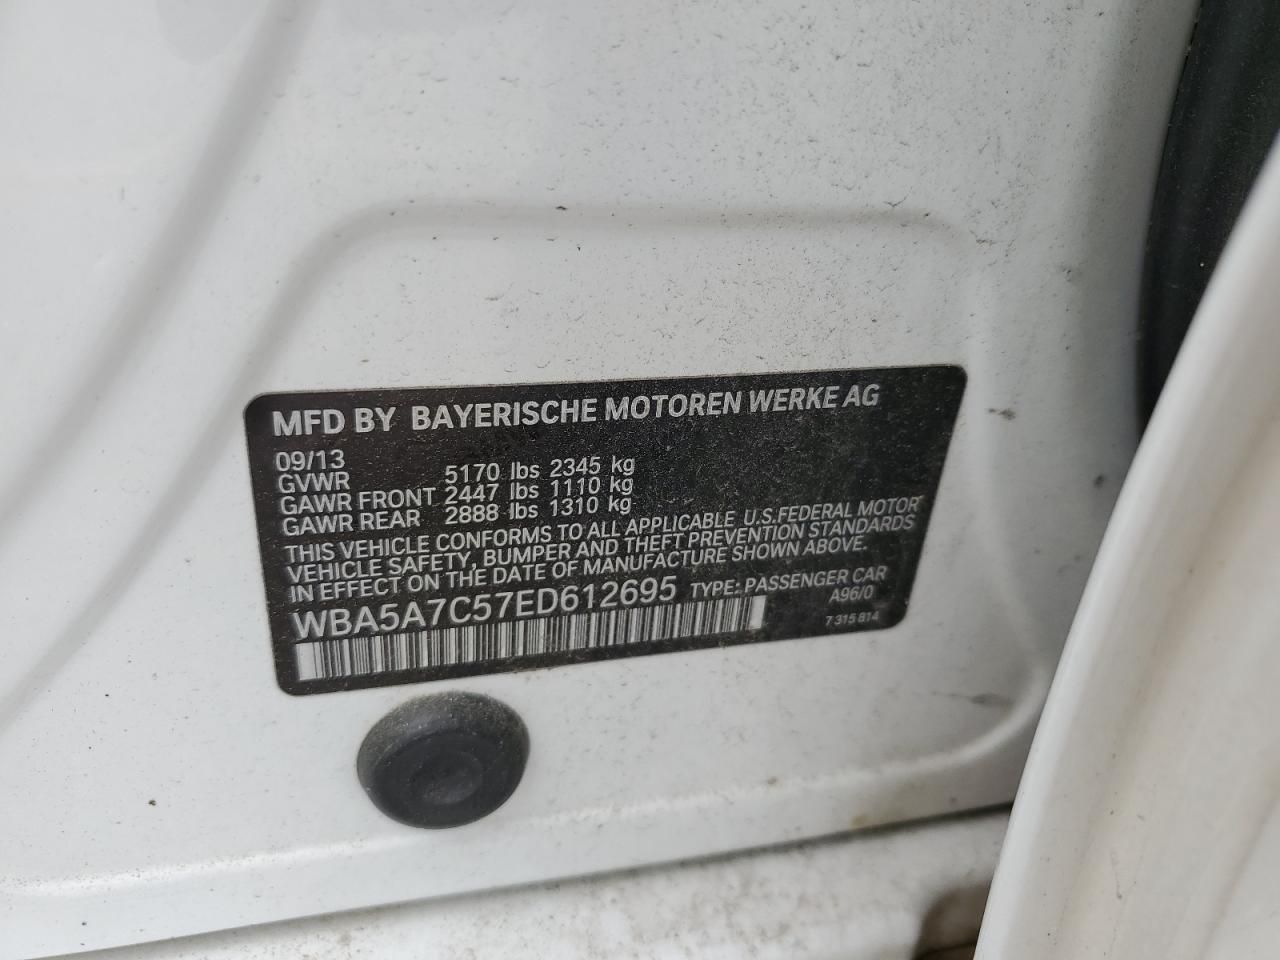 MFD BY BAYERISCHE MOTOREN WERKE AG
09/13
GVWR 5170 lbs 2345 kg
GAWR FRONT 2447 lbs 1110 kg
GAWR REAR 2888 lbs 1310 kg
THIS VEHICLE CONFORMS TO ALL APPLICABLE U.S.FEDERAL MOTOR
VEHICLE SAFETY, BUMPER AND THEFT PREVENTION STANDARDS
IN EFFECT ON THE DATE OF MANUFACTURE SHOWN ABOVE.
WBA5A7C57ED612695 TYPE: PASSENGER CAR
A96/0
7 315 814